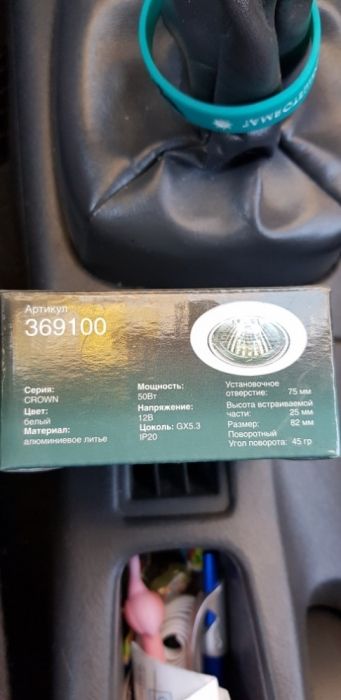 Артикул
369100
Серия:
CROWN
Цвет:
белый
Материал:
алюминиевое литье
Мощность:
50Вт
Напряжение:
12В
Цоколь: GX5.3
IP20
Установочное
отверстие: 75 мм
Высота встраиваемой
части: 25 мм
Размер: 82 мм
Поворотный
Угол поворота: 45 гр